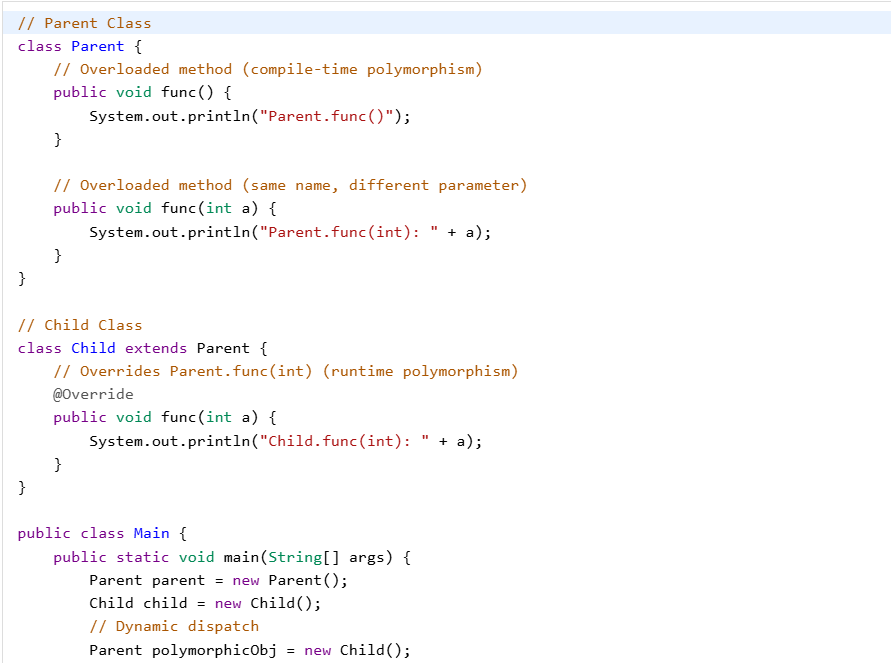 // Parent Class
class Parent {
    // Overloaded method (compile-time polymorphism)
    public void func() {
        System.out.println("Parent.func()");
    }

    // Overloaded method (same name, different parameter)
    public void func(int a) {
        System.out.println("Parent.func(int): " + a);
    }
}

// Child Class
class Child extends Parent {
    // Overrides Parent.func(int) (runtime polymorphism)
    @Override
    public void func(int a) {
        System.out.println("Child.func(int): " + a);
    }
}

public class Main {
    public static void main(String[] args) {
        Parent parent = new Parent();
        Child child = new Child();
        // Dynamic dispatch
        Parent polymorphicObj = new Child();